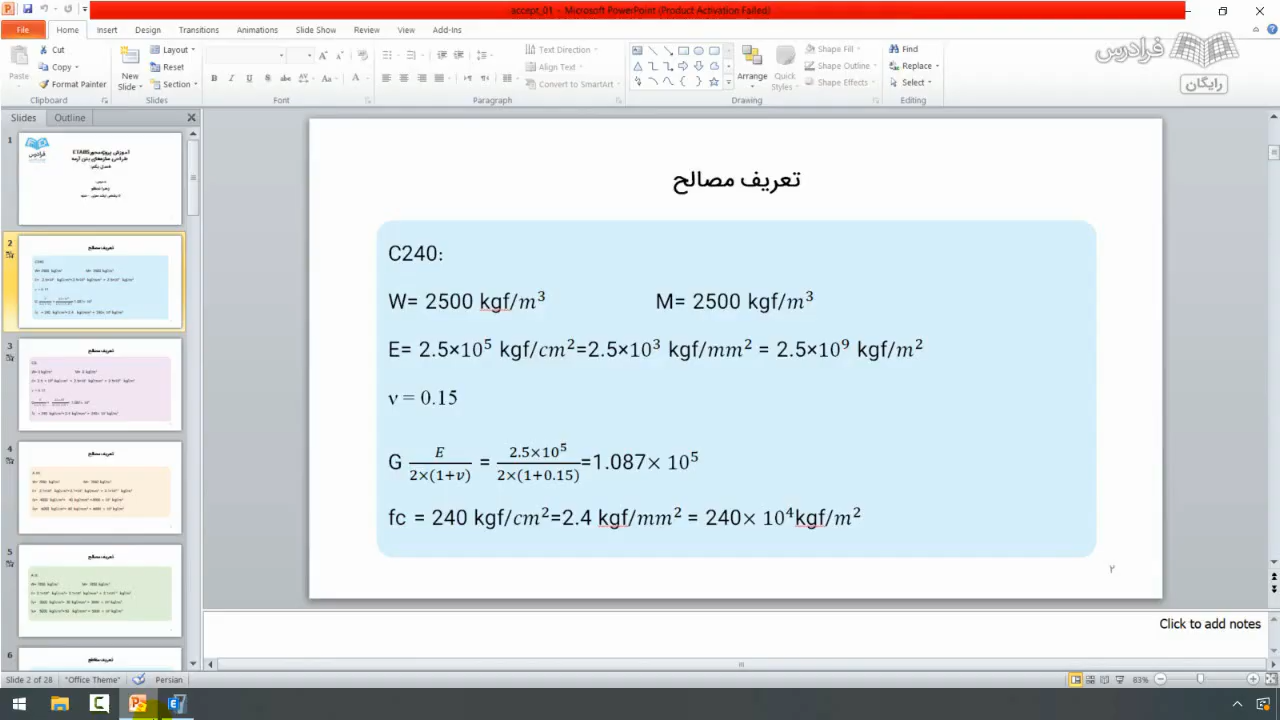 accept_01 - Microsoft PowerPoint (Product Activation Failed)
File Home Insert Design Transitions Animations Slide Show Review View Add-Ins
Paste
Cut
Copy
Format Painter
Clipboard
New Slide
Layout
Reset
Section
Slides
Font
Text Direction
Align Text
Convert to SmartArt
Paragraph
Arrange
Quick Styles
Shape Fill
Shape Outline
Shape Effects
Drawing
Find
Replace
Select
Editing
فرادرس
رایگان
Slides Outline
1
2
3
4
5
6
تعریف مصالح
C240:
W= 2500 kgf/m³ M= 2500 kgf/m³
E= 2.5×10⁵ kgf/cm²=2.5×10³ kgf/mm² = 2.5×10⁹ kgf/m²
ν = 0.15
G E/2×(1+ν) = 2.5×10⁵/2×(1+0.15)=1.087× 10⁵
fc = 240 kgf/cm²=2.4 kgf/mm² = 240× 10⁴kgf/m²
۲
Click to add notes
Slide 2 of 28 "Office Theme" Persian 83%